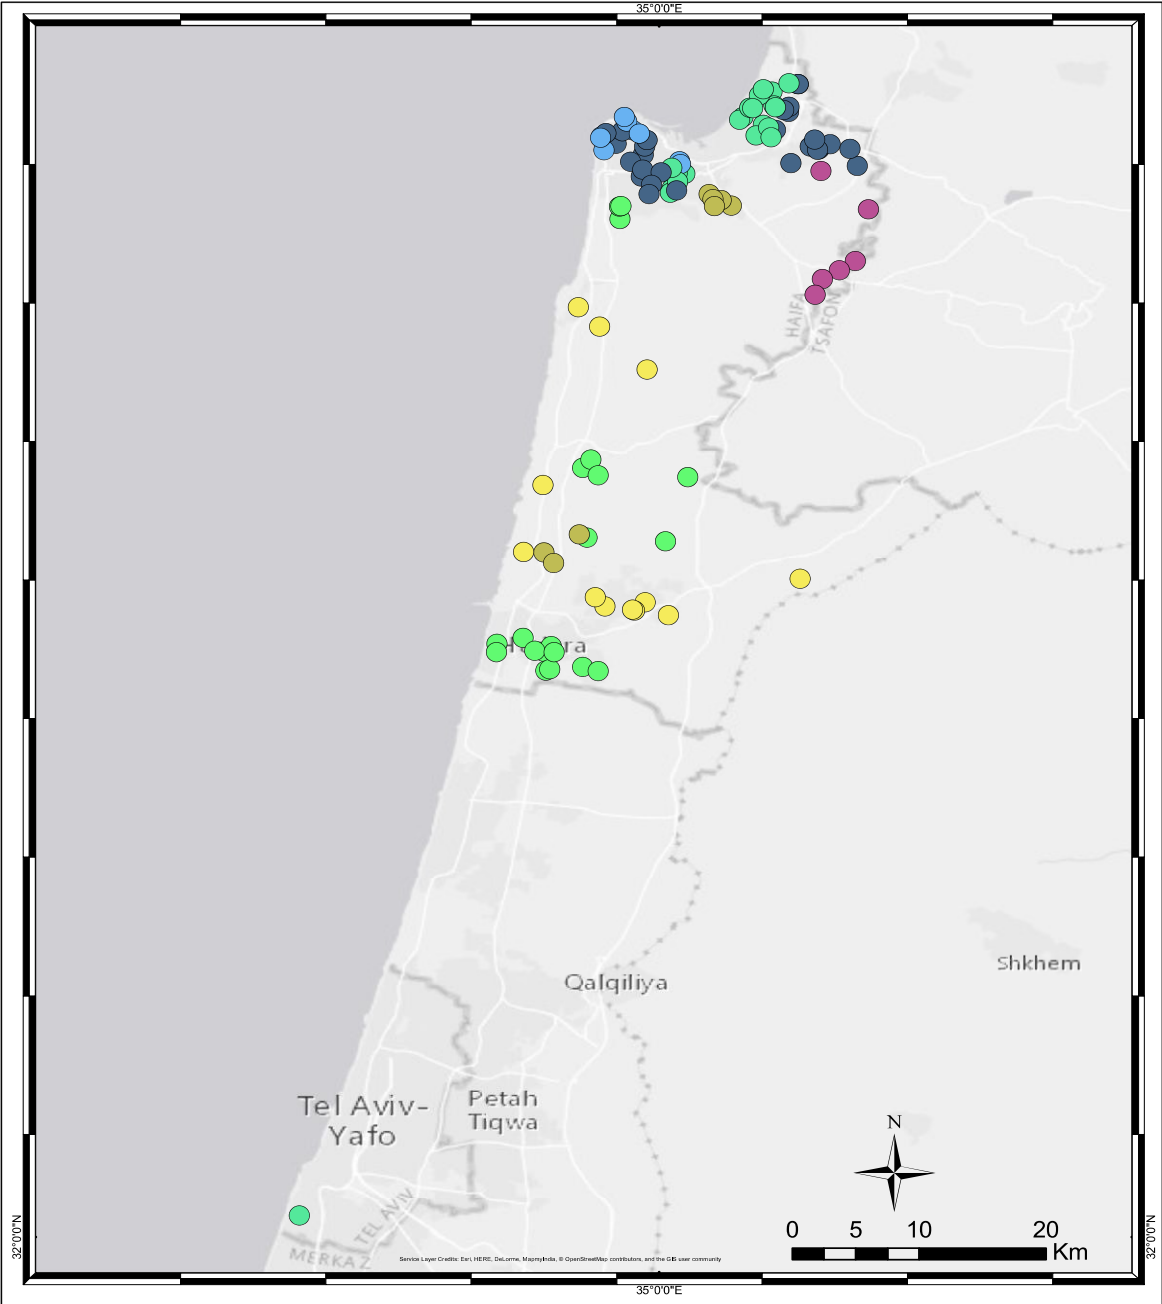 35°0'0"E
HAIFA
TSAFON
Qalqiliya
Shkhem
Tel Aviv-
Yafo
Petah
Tiqwa
N
0 5 10 20
Km
TEL AVIV
MERKAZ
32°0'0"N
32°0'0"N
Service Layer Credits: Esri, HERE, DeLorme, MapmyIndia, © OpenStreetMap contributors, and the GIS user community
35°0'0"E